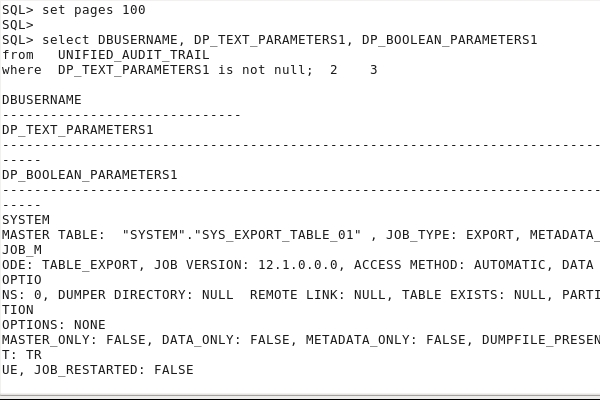 SQL> set pages 100
SQL>
SQL> select DBUSERNAME, DP_TEXT_PARAMETERS1, DP_BOOLEAN_PARAMETERS1
from   UNIFIED_AUDIT_TRAIL
where  DP_TEXT_PARAMETERS1 is not null;  2    3

DBUSERNAME
------------------------------
DP_TEXT_PARAMETERS1
---------------------------------------------------------------------------
-----
DP_BOOLEAN_PARAMETERS1
---------------------------------------------------------------------------
-----
SYSTEM
MASTER TABLE:  "SYSTEM"."SYS_EXPORT_TABLE_01" , JOB_TYPE: EXPORT, METADATA_
JOB_M
ODE: TABLE_EXPORT, JOB VERSION: 12.1.0.0.0, ACCESS METHOD: AUTOMATIC, DATA
OPTIO
NS: 0, DUMPER DIRECTORY: NULL  REMOTE LINK: NULL, TABLE EXISTS: NULL, PARTI
TION
OPTIONS: NONE
MASTER_ONLY: FALSE, DATA_ONLY: FALSE, METADATA_ONLY: FALSE, DUMPFILE_PRESEN
T: TR
UE, JOB_RESTARTED: FALSE